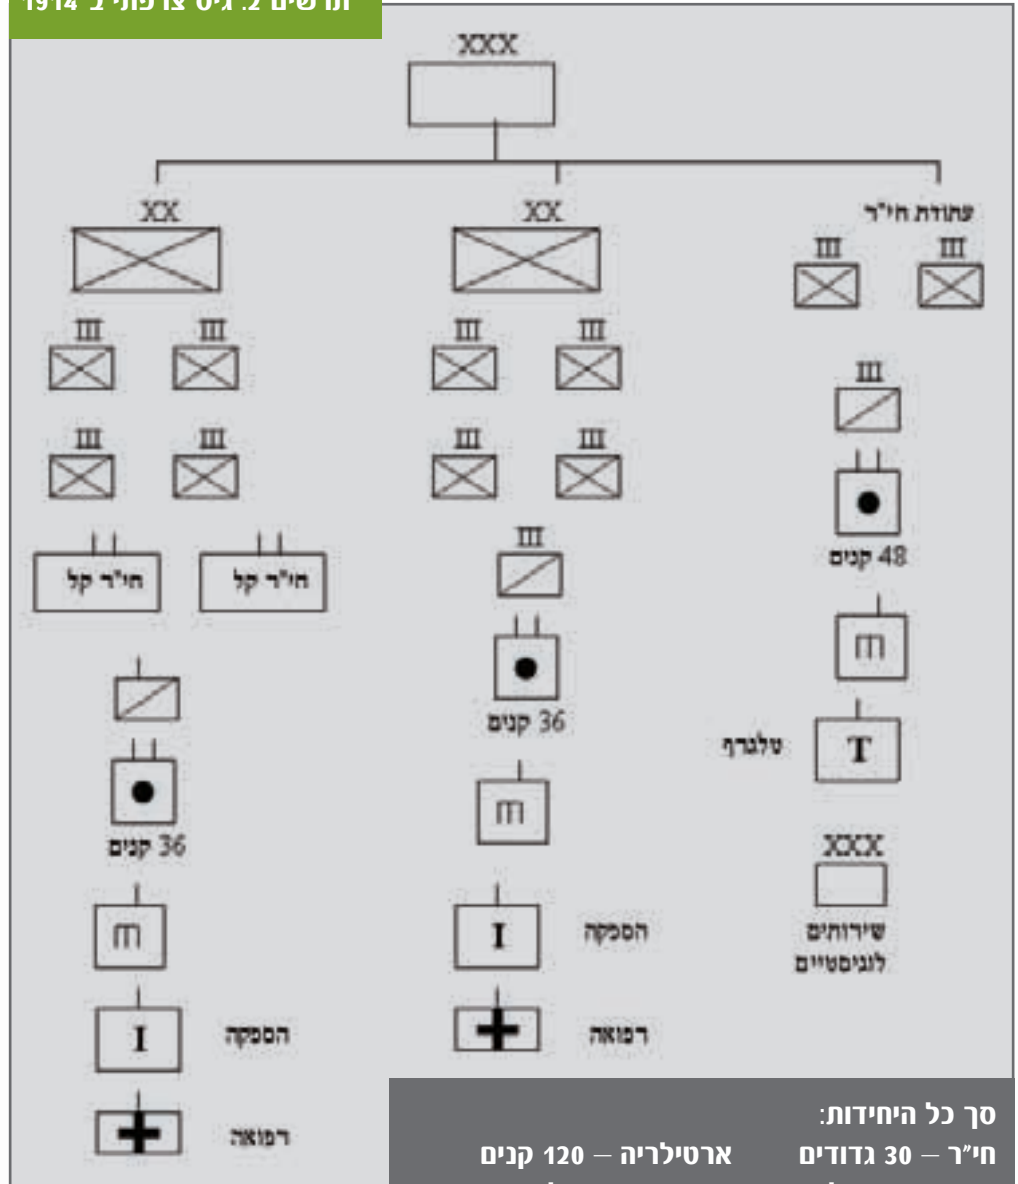 תרשים 2. גיס צרפתי ב־1914
XXX
XX
XX
עתודת חי"ר
III
III
III
III
III
III
III
III
III
III
III
חי"ר קל
חי"ר קל
III
48 קנים
36 קנים
T
טלגרף
36 קנים
XXX
I
הספקה
שירותים
לוגיסטיים
I
הספקה
רפואה
רפואה
סך כל היחידות:
חי"ר – 30 גדודים
ארטילריה – 120 קנים